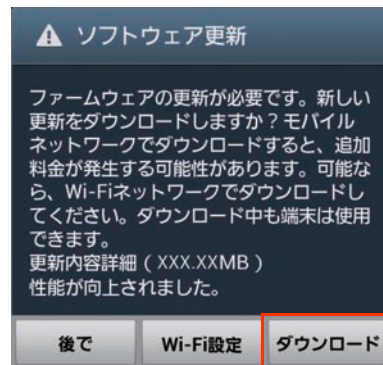 ソフトウェア更新
ファームウェアの更新が必要です。新しい
更新をダウンロードしますか？モバイル
ネットワークでダウンロードすると、追加
料金が発生する可能性があります。可能な
ら、Wi-Fiネットワークでダウンロードし
てください。ダウンロード中も端末は使用
できます。
更新内容詳細 ( XXX.XXMB )
性能が向上されました。
後で Wi-Fi設定 ダウンロード